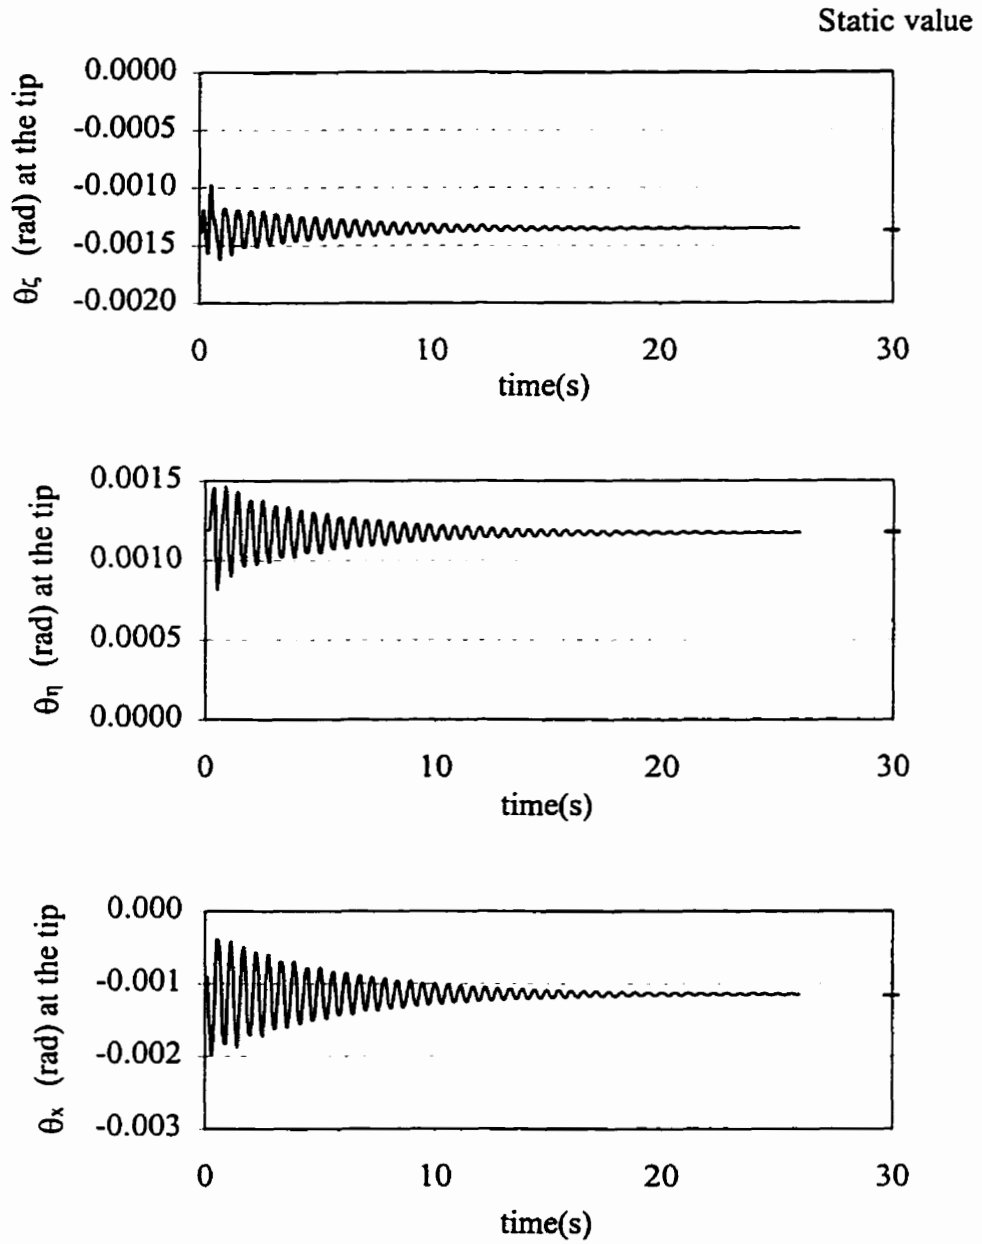 Static value
θζ (rad) at the tip
0.0000
-0.0005
-0.0010
-0.0015
-0.0020
0 10 20 30
time(s)
θη (rad) at the tip
0.0015
0.0010
0.0005
0.0000
0 10 20 30
time(s)
θx (rad) at the tip
0.000
-0.001
-0.002
-0.003
0 10 20 30
time(s)